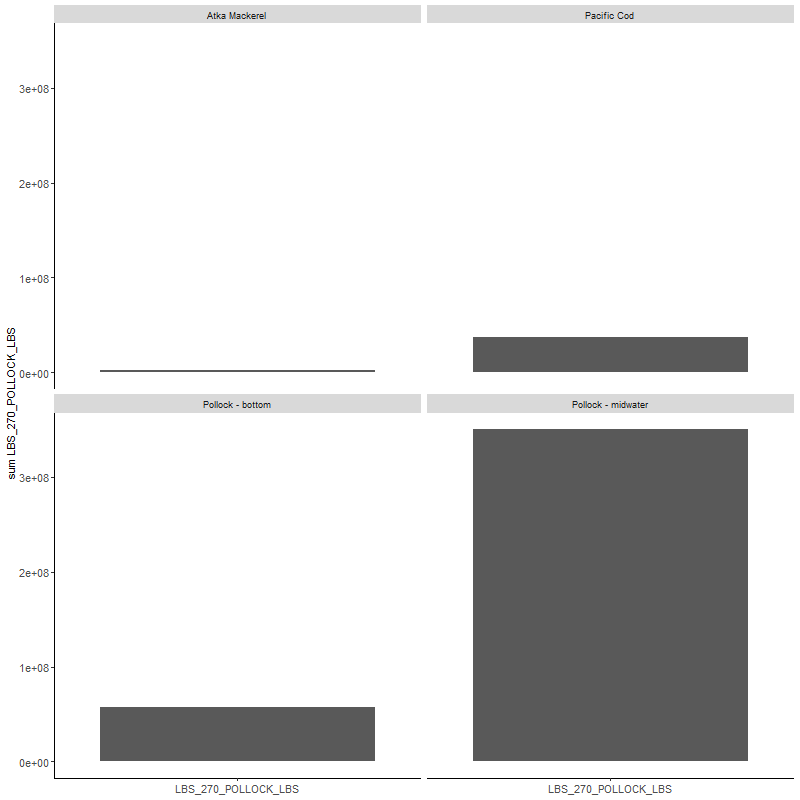 Atka Mackerel
Pacific Cod
3e+08
2e+08
1e+08
0e+00
sum LBS_270_POLLOCK_LBS
Pollock - bottom
Pollock - midwater
3e+08
2e+08
1e+08
0e+00
LBS_270_POLLOCK_LBS
LBS_270_POLLOCK_LBS